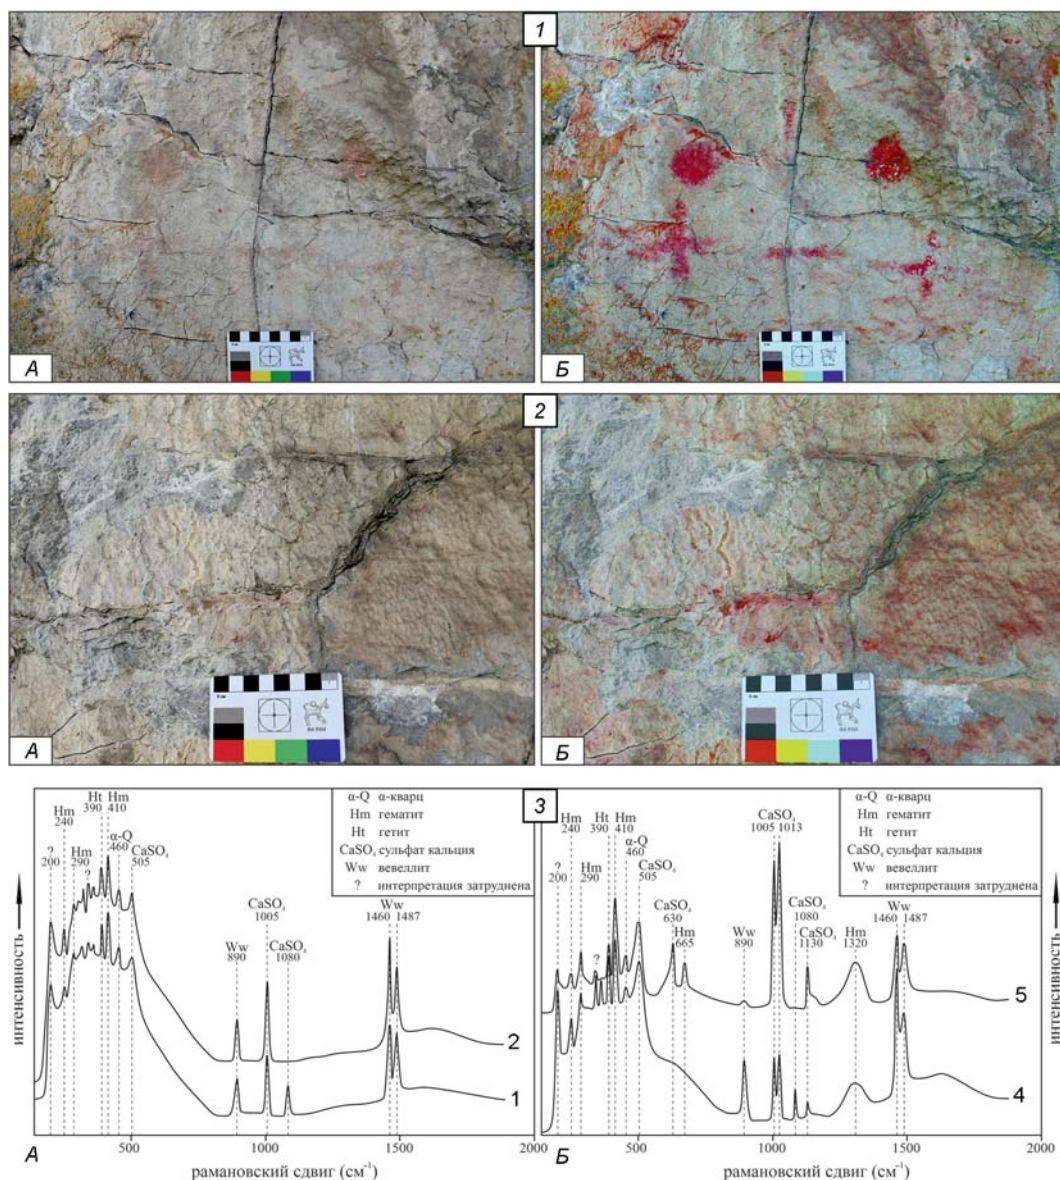 1
А
Б
2
А
Б
3
Ht
390
Hm
410
Hm
240
α-Q
460
CaSO₄
505
?
200
Hm
290
?
α-Q α-кварц
Hm гематит
Ht гетит
CaSO₄ сульфат кальция
Ww вевеллит
? интерпретация затруднена
CaSO₄
1005
Ww
890
CaSO₄
1080
Ww
1460 1487
2
1
интенсивность
А
500
1000
1500
рамановский сдвиг (см⁻¹)
Ht
390
Hm
410
Hm
240
α-Q
460
CaSO₄
505
?
200
Hm
290
?
CaSO₄
630
Hm
665
CaSO₄
1005 1013
Ww
890
CaSO₄
1080
CaSO₄
1130
Hm
1320
Ww
1460 1487
α-Q α-кварц
Hm гематит
Ht гетит
CaSO₄ сульфат кальция
Ww вевеллит
? интерпретация затруднена
5
4
интенсивность
Б
500
1000
1500
2000
рамановский сдвиг (см⁻¹)